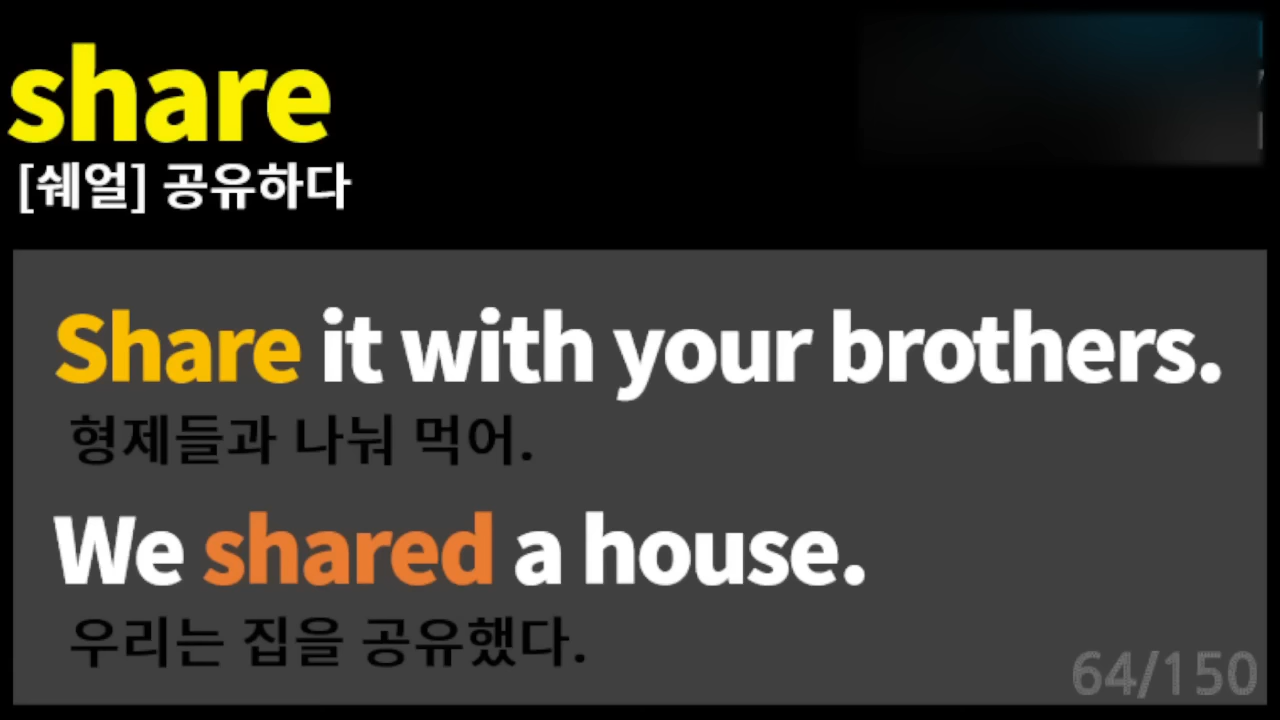 share
[쉐얼] 공유하다
Share it with your brothers.
형제들과 나눠 먹어.
We shared a house.
우리는 집을 공유했다.
64/150